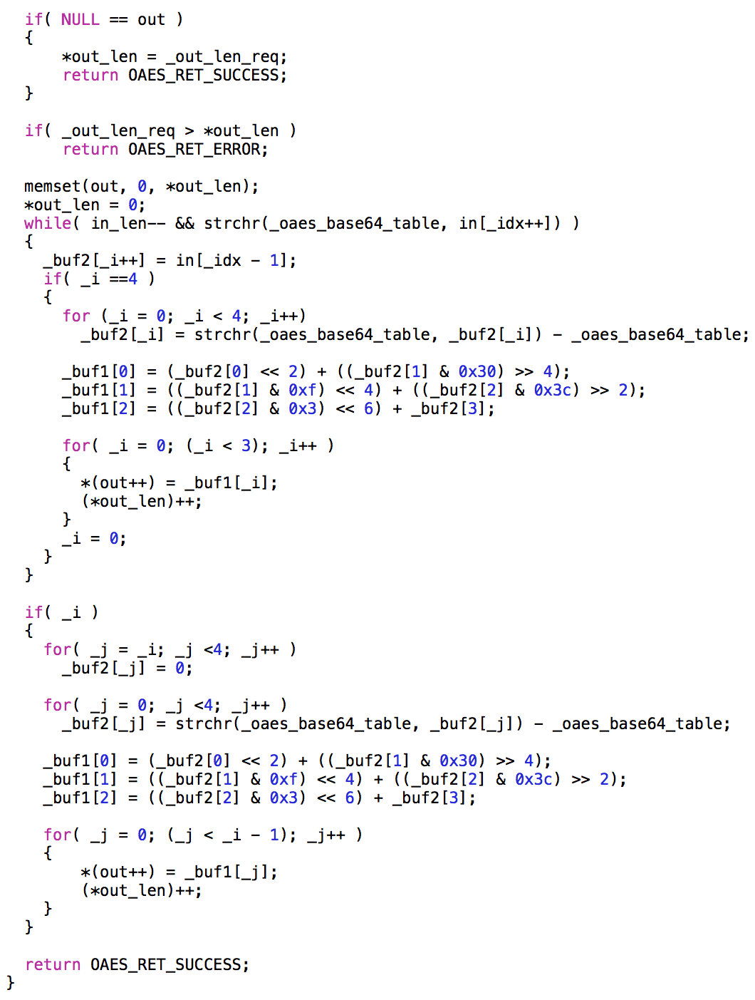 if( NULL == out )
{
*out_len = _out_len_req;
return OAES_RET_SUCCESS;
}
if( _out_len_req > *out_len )
return OAES_RET_ERROR;
memset(out, 0, *out_len);
*out_len = 0;
while( in_len-- && strchr(_oaes_base64_table, in[_idx++]) )
{
_buf2[_i++] = in[_idx - 1];
if( _i ==4 )
{
for (_i = 0; _i < 4; _i++)
_buf2[_i] = strchr(_oaes_base64_table, _buf2[_i]) - _oaes_base64_table;
_buf1[0] = (_buf2[0] << 2) + ((_buf2[1] & 0x30) >> 4);
_buf1[1] = ((_buf2[1] & 0xf) << 4) + ((_buf2[2] & 0x3c) >> 2);
_buf1[2] = ((_buf2[2] & 0x3) << 6) + _buf2[3];
for( _i = 0; (_i < 3); _i++ )
{
*(out++) = _buf1[_i];
(*out_len)++;
}
_i = 0;
}
}
if( _i )
{
for( _j = _i; _j <4; _j++ )
_buf2[_j] = 0;
for( _j = 0; _j <4; _j++ )
_buf2[_j] = strchr(_oaes_base64_table, _buf2[_j]) - _oaes_base64_table;
_buf1[0] = (_buf2[0] << 2) + ((_buf2[1] & 0x30) >> 4);
_buf1[1] = ((_buf2[1] & 0xf) << 4) + ((_buf2[2] & 0x3c) >> 2);
_buf1[2] = ((_buf2[2] & 0x3) << 6) + _buf2[3];
for( _j = 0; (_j < _i - 1); _j++ )
{
*(out++) = _buf1[_j];
(*out_len)++;
}
}
return OAES_RET_SUCCESS;
}